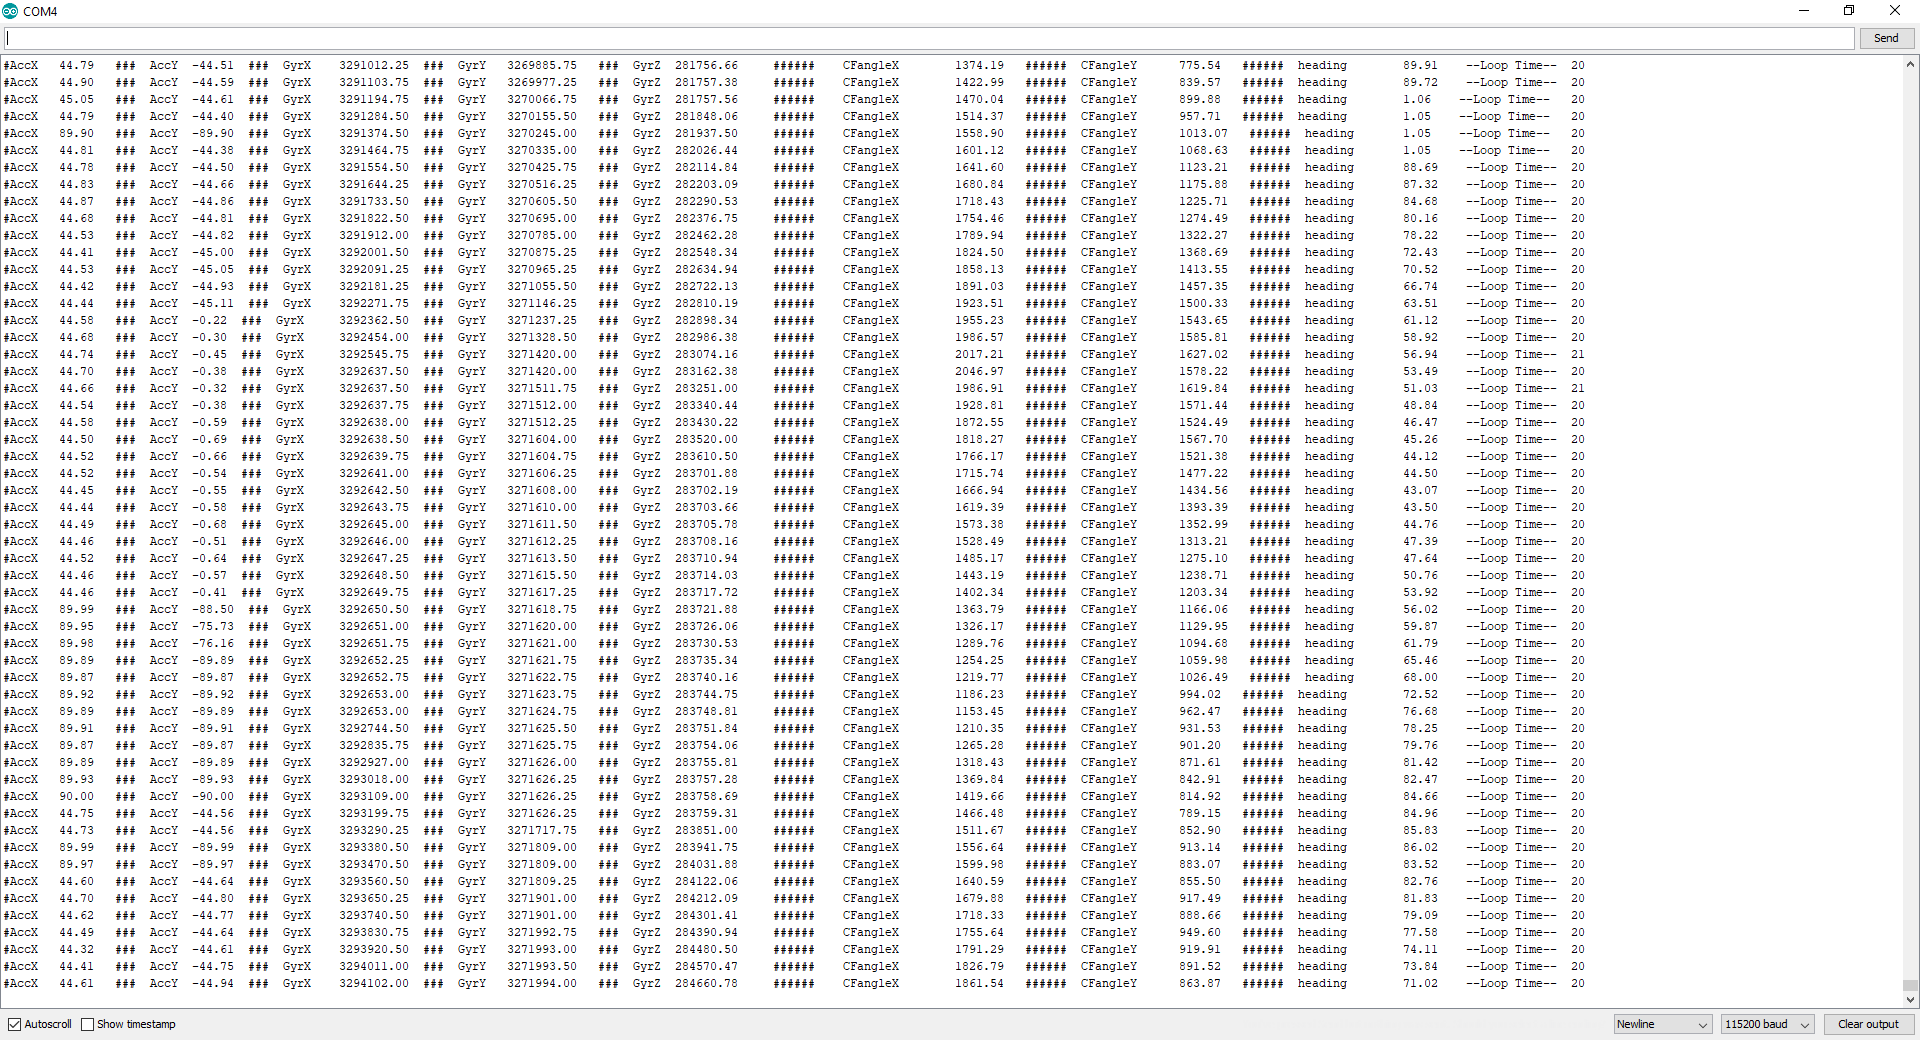 COM4
Send
#AccX 44.79 ### AccY -44.51 ### GyrX 3291012.25 ### GyrY 3269885.75 ### GyrZ 281756.66 ###### CFangleX 1374.19 ###### CFangleY 775.54 ###### heading 89.91 --Loop Time-- 20
#AccX 44.90 ### AccY -44.59 ### GyrX 3291103.75 ### GyrY 3269977.25 ### GyrZ 281757.38 ###### CFangleX 1422.99 ###### CFangleY 839.57 ###### heading 89.72 --Loop Time-- 20
#AccX 45.05 ### AccY -44.61 ### GyrX 3291194.75 ### GyrY 3270066.75 ### GyrZ 281757.56 ###### CFangleX 1470.04 ###### CFangleY 899.88 ###### heading 1.06 --Loop Time-- 20
#AccX 44.79 ### AccY -44.40 ### GyrX 3291284.50 ### GyrY 3270155.50 ### GyrZ 281848.06 ###### CFangleX 1514.37 ###### CFangleY 957.71 ###### heading 1.05 --Loop Time-- 20
#AccX 89.90 ### AccY -89.90 ### GyrX 3291374.50 ### GyrY 3270245.00 ### GyrZ 281937.50 ###### CFangleX 1558.90 ###### CFangleY 1013.07 ###### heading 1.05 --Loop Time-- 20
#AccX 44.81 ### AccY -44.38 ### GyrX 3291464.75 ### GyrY 3270335.00 ### GyrZ 282026.44 ###### CFangleX 1601.12 ###### CFangleY 1068.63 ###### heading 1.05 --Loop Time-- 20
#AccX 44.78 ### AccY -44.50 ### GyrX 3291554.50 ### GyrY 3270425.75 ### GyrZ 282114.84 ###### CFangleX 1641.60 ###### CFangleY 1123.21 ###### heading 88.69 --Loop Time-- 20
#AccX 44.83 ### AccY -44.66 ### GyrX 3291644.25 ### GyrY 3270516.25 ### GyrZ 282203.09 ###### CFangleX 1680.84 ###### CFangleY 1175.88 ###### heading 87.32 --Loop Time-- 20
#AccX 44.87 ### AccY -44.86 ### GyrX 3291733.50 ### GyrY 3270605.50 ### GyrZ 282290.53 ###### CFangleX 1718.43 ###### CFangleY 1225.71 ###### heading 84.68 --Loop Time-- 20
#AccX 44.68 ### AccY -44.81 ### GyrX 3291822.50 ### GyrY 3270695.00 ### GyrZ 282376.75 ###### CFangleX 1754.46 ###### CFangleY 1274.49 ###### heading 80.16 --Loop Time-- 20
#AccX 44.53 ### AccY -44.82 ### GyrX 3291912.00 ### GyrY 3270785.00 ### GyrZ 282462.28 ###### CFangleX 1789.94 ###### CFangleY 1322.27 ###### heading 78.22 --Loop Time-- 20
#AccX 44.41 ### AccY -45.00 ### GyrX 3292001.50 ### GyrY 3270875.25 ### GyrZ 282548.34 ###### CFangleX 1824.50 ###### CFangleY 1368.69 ###### heading 72.43 --Loop Time-- 20
#AccX 44.53 ### AccY -45.05 ### GyrX 3292091.25 ### GyrY 3270965.25 ### GyrZ 282634.94 ###### CFangleX 1858.13 ###### CFangleY 1413.55 ###### heading 70.52 --Loop Time-- 20
#AccX 44.42 ### AccY -44.93 ### GyrX 3292181.25 ### GyrY 3271055.50 ### GyrZ 282722.13 ###### CFangleX 1891.03 ###### CFangleY 1457.35 ###### heading 66.74 --Loop Time-- 20
#AccX 44.44 ### AccY -45.11 ### GyrX 3292271.75 ### GyrY 3271146.25 ### GyrZ 282810.19 ###### CFangleX 1923.51 ###### CFangleY 1500.33 ###### heading 63.51 --Loop Time-- 20
#AccX 44.58 ### AccY -0.22 ### GyrX 3292362.50 ### GyrY 3271237.25 ### GyrZ 282898.34 ###### CFangleX 1955.23 ###### CFangleY 1543.65 ###### heading 61.12 --Loop Time-- 20
#AccX 44.68 ### AccY -0.30 ### GyrX 3292454.00 ### GyrY 3271328.50 ### GyrZ 282986.38 ###### CFangleX 1986.57 ###### CFangleY 1585.81 ###### heading 58.92 --Loop Time-- 20
#AccX 44.74 ### AccY -0.45 ### GyrX 3292545.75 ### GyrY 3271420.00 ### GyrZ 283074.16 ###### CFangleX 2017.21 ###### CFangleY 1627.02 ###### heading 56.94 --Loop Time-- 21
#AccX 44.70 ### AccY -0.38 ### GyrX 3292637.50 ### GyrY 3271420.00 ### GyrZ 283162.38 ###### CFangleX 2046.97 ###### CFangleY 1578.22 ###### heading 53.49 --Loop Time-- 20
#AccX 44.66 ### AccY -0.32 ### GyrX 3292637.50 ### GyrY 3271511.75 ### GyrZ 283251.00 ###### CFangleX 1986.91 ###### CFangleY 1619.84 ###### heading 51.03 --Loop Time-- 21
#AccX 44.54 ### AccY -0.38 ### GyrX 3292637.75 ### GyrY 3271512.00 ### GyrZ 283340.44 ###### CFangleX 1928.81 ###### CFangleY 1571.44 ###### heading 48.84 --Loop Time-- 20
#AccX 44.58 ### AccY -0.59 ### GyrX 3292638.00 ### GyrY 3271512.25 ### GyrZ 283430.22 ###### CFangleX 1872.55 ###### CFangleY 1524.49 ###### heading 46.47 --Loop Time-- 20
#AccX 44.50 ### AccY -0.69 ### GyrX 3292638.50 ### GyrY 3271604.00 ### GyrZ 283520.00 ###### CFangleX 1818.27 ###### CFangleY 1567.70 ###### heading 45.26 --Loop Time-- 20
#AccX 44.52 ### AccY -0.66 ### GyrX 3292639.75 ### GyrY 3271604.75 ### GyrZ 283610.50 ###### CFangleX 1766.17 ###### CFangleY 1521.38 ###### heading 44.12 --Loop Time-- 20
#AccX 44.52 ### AccY -0.54 ### GyrX 3292641.00 ### GyrY 3271606.25 ### GyrZ 283701.88 ###### CFangleX 1715.74 ###### CFangleY 1477.22 ###### heading 44.50 --Loop Time-- 20
#AccX 44.45 ### AccY -0.55 ### GyrX 3292642.50 ### GyrY 3271608.00 ### GyrZ 283702.19 ###### CFangleX 1666.94 ###### CFangleY 1434.56 ###### heading 43.07 --Loop Time-- 20
#AccX 44.44 ### AccY -0.58 ### GyrX 3292643.75 ### GyrY 3271610.00 ### GyrZ 283703.66 ###### CFangleX 1619.39 ###### CFangleY 1393.39 ###### heading 43.50 --Loop Time-- 20
#AccX 44.49 ### AccY -0.68 ### GyrX 3292645.00 ### GyrY 3271611.50 ### GyrZ 283705.78 ###### CFangleX 1573.38 ###### CFangleY 1352.99 ###### heading 44.76 --Loop Time-- 20
#AccX 44.46 ### AccY -0.51 ### GyrX 3292646.00 ### GyrY 3271612.25 ### GyrZ 283708.16 ###### CFangleX 1528.49 ###### CFangleY 1313.21 ###### heading 47.39 --Loop Time-- 20
#AccX 44.52 ### AccY -0.64 ### GyrX 3292647.25 ### GyrY 3271613.50 ### GyrZ 283710.94 ###### CFangleX 1485.17 ###### CFangleY 1275.10 ###### heading 47.64 --Loop Time-- 20
#AccX 44.46 ### AccY -0.57 ### GyrX 3292648.50 ### GyrY 3271615.50 ### GyrZ 283714.03 ###### CFangleX 1443.19 ###### CFangleY 1238.71 ###### heading 50.76 --Loop Time-- 20
#AccX 44.46 ### AccY -0.41 ### GyrX 3292649.75 ### GyrY 3271617.25 ### GyrZ 283717.72 ###### CFangleX 1402.34 ###### CFangleY 1203.34 ###### heading 53.92 --Loop Time-- 20
#AccX 89.99 ### AccY -88.50 ### GyrX 3292650.50 ### GyrY 3271618.75 ### GyrZ 283721.88 ###### CFangleX 1363.79 ###### CFangleY 1166.06 ###### heading 56.02 --Loop Time-- 20
#AccX 89.95 ### AccY -75.73 ### GyrX 3292651.00 ### GyrY 3271620.00 ### GyrZ 283726.06 ###### CFangleX 1326.17 ###### CFangleY 1129.95 ###### heading 59.87 --Loop Time-- 20
#AccX 89.98 ### AccY -76.16 ### GyrX 3292651.75 ### GyrY 3271621.00 ### GyrZ 283730.53 ###### CFangleX 1289.76 ###### CFangleY 1094.68 ###### heading 61.79 --Loop Time-- 20
#AccX 89.89 ### AccY -89.89 ### GyrX 3292652.25 ### GyrY 3271621.75 ### GyrZ 283735.34 ###### CFangleX 1254.25 ###### CFangleY 1059.98 ###### heading 65.46 --Loop Time-- 20
#AccX 89.87 ### AccY -89.87 ### GyrX 3292652.75 ### GyrY 3271622.75 ### GyrZ 283740.16 ###### CFangleX 1219.77 ###### CFangleY 1026.49 ###### heading 68.00 --Loop Time-- 20
#AccX 89.92 ### AccY -89.92 ### GyrX 3292653.00 ### GyrY 3271623.75 ### GyrZ 283744.75 ###### CFangleX 1186.23 ###### CFangleY 994.02 ###### heading 72.52 --Loop Time-- 20
#AccX 89.89 ### AccY -89.89 ### GyrX 3292653.00 ### GyrY 3271624.75 ### GyrZ 283748.81 ###### CFangleX 1153.45 ###### CFangleY 962.47 ###### heading 76.68 --Loop Time-- 20
#AccX 89.91 ### AccY -89.91 ### GyrX 3292744.50 ### GyrY 3271625.50 ### GyrZ 283751.84 ###### CFangleX 1210.35 ###### CFangleY 931.53 ###### heading 78.25 --Loop Time-- 20
#AccX 89.87 ### AccY -89.87 ### GyrX 3292835.75 ### GyrY 3271625.75 ### GyrZ 283754.06 ###### CFangleX 1265.28 ###### CFangleY 901.20 ###### heading 79.76 --Loop Time-- 20
#AccX 89.89 ### AccY -89.89 ### GyrX 3292927.00 ### GyrY 3271626.00 ### GyrZ 283755.81 ###### CFangleX 1318.43 ###### CFangleY 871.61 ###### heading 81.42 --Loop Time-- 20
#AccX 89.93 ### AccY -89.93 ### GyrX 3293018.00 ### GyrY 3271626.25 ### GyrZ 283757.28 ###### CFangleX 1369.84 ###### CFangleY 842.91 ###### heading 82.47 --Loop Time-- 20
#AccX 90.00 ### AccY -90.00 ### GyrX 3293109.00 ### GyrY 3271626.25 ### GyrZ 283758.69 ###### CFangleX 1419.66 ###### CFangleY 814.92 ###### heading 84.66 --Loop Time-- 20
#AccX 44.75 ### AccY -44.56 ### GyrX 3293199.75 ### GyrY 3271626.25 ### GyrZ 283759.31 ###### CFangleX 1466.48 ###### CFangleY 789.15 ###### heading 84.96 --Loop Time-- 20
#AccX 44.73 ### AccY -44.56 ### GyrX 3293290.25 ### GyrY 3271717.75 ### GyrZ 283851.00 ###### CFangleX 1511.67 ###### CFangleY 852.90 ###### heading 85.83 --Loop Time-- 20
#AccX 89.99 ### AccY -89.99 ### GyrX 3293380.50 ### GyrY 3271809.00 ### GyrZ 283941.75 ###### CFangleX 1556.64 ###### CFangleY 913.14 ###### heading 86.02 --Loop Time-- 20
#AccX 89.97 ### AccY -89.97 ### GyrX 3293470.50 ### GyrY 3271809.00 ### GyrZ 284031.88 ###### CFangleX 1599.98 ###### CFangleY 883.07 ###### heading 83.52 --Loop Time-- 20
#AccX 44.60 ### AccY -44.64 ### GyrX 3293560.50 ### GyrY 3271809.25 ### GyrZ 284122.06 ###### CFangleX 1640.59 ###### CFangleY 855.50 ###### heading 82.76 --Loop Time-- 20
#AccX 44.70 ### AccY -44.80 ### GyrX 3293650.25 ### GyrY 3271901.00 ### GyrZ 284212.09 ###### CFangleX 1679.88 ###### CFangleY 917.49 ###### heading 81.83 --Loop Time-- 20
#AccX 44.62 ### AccY -44.77 ### GyrX 3293740.50 ### GyrY 3271901.00 ### GyrZ 284301.41 ###### CFangleX 1718.33 ###### CFangleY 888.66 ###### heading 79.09 --Loop Time-- 20
#AccX 44.49 ### AccY -44.64 ### GyrX 3293830.75 ### GyrY 3271992.75 ### GyrZ 284390.94 ###### CFangleX 1755.64 ###### CFangleY 949.60 ###### heading 77.58 --Loop Time-- 20
#AccX 44.32 ### AccY -44.61 ### GyrX 3293920.50 ### GyrY 3271993.00 ### GyrZ 284480.50 ###### CFangleX 1791.29 ###### CFangleY 919.91 ###### heading 74.11 --Loop Time-- 20
#AccX 44.41 ### AccY -44.75 ### GyrX 3294011.00 ### GyrY 3271993.50 ### GyrZ 284570.47 ###### CFangleX 1826.79 ###### CFangleY 891.52 ###### heading 73.84 --Loop Time-- 20
#AccX 44.61 ### AccY -44.94 ### GyrX 3294102.00 ### GyrY 3271994.00 ### GyrZ 284660.78 ###### CFangleX 1861.54 ###### CFangleY 863.87 ###### heading 71.02 --Loop Time-- 20
Autoscroll Show timestamp Newline 115200 baud Clear output